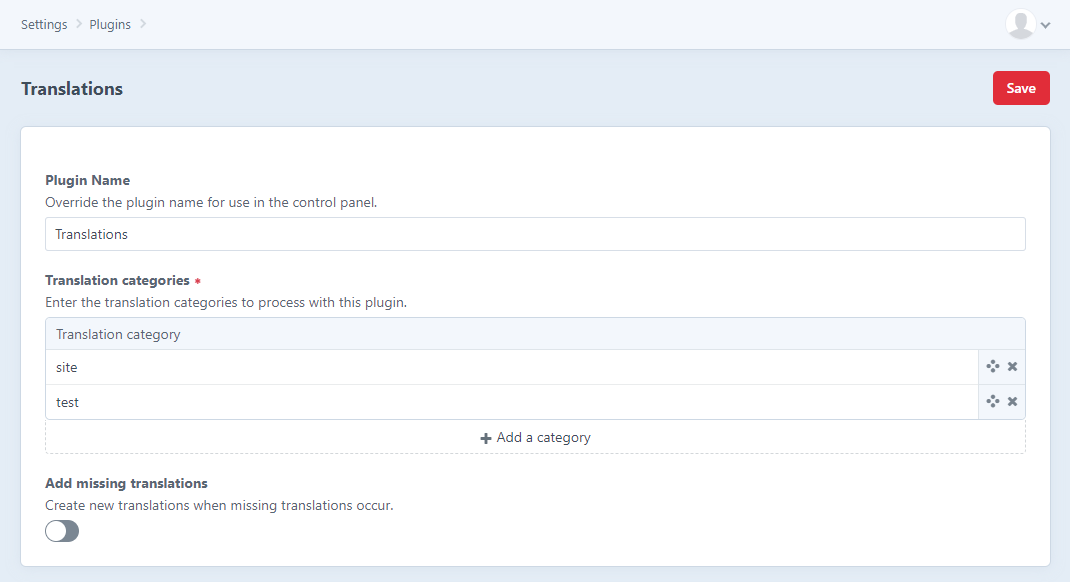 Settings Plugins
Translations
Save
Plugin Name
Override the plugin name for use in the control panel.
Translations
Translation categories *
Enter the translation categories to process with this plugin.
Translation category
site
test
+ Add a category
Add missing translations
Create new translations when missing translations occur.